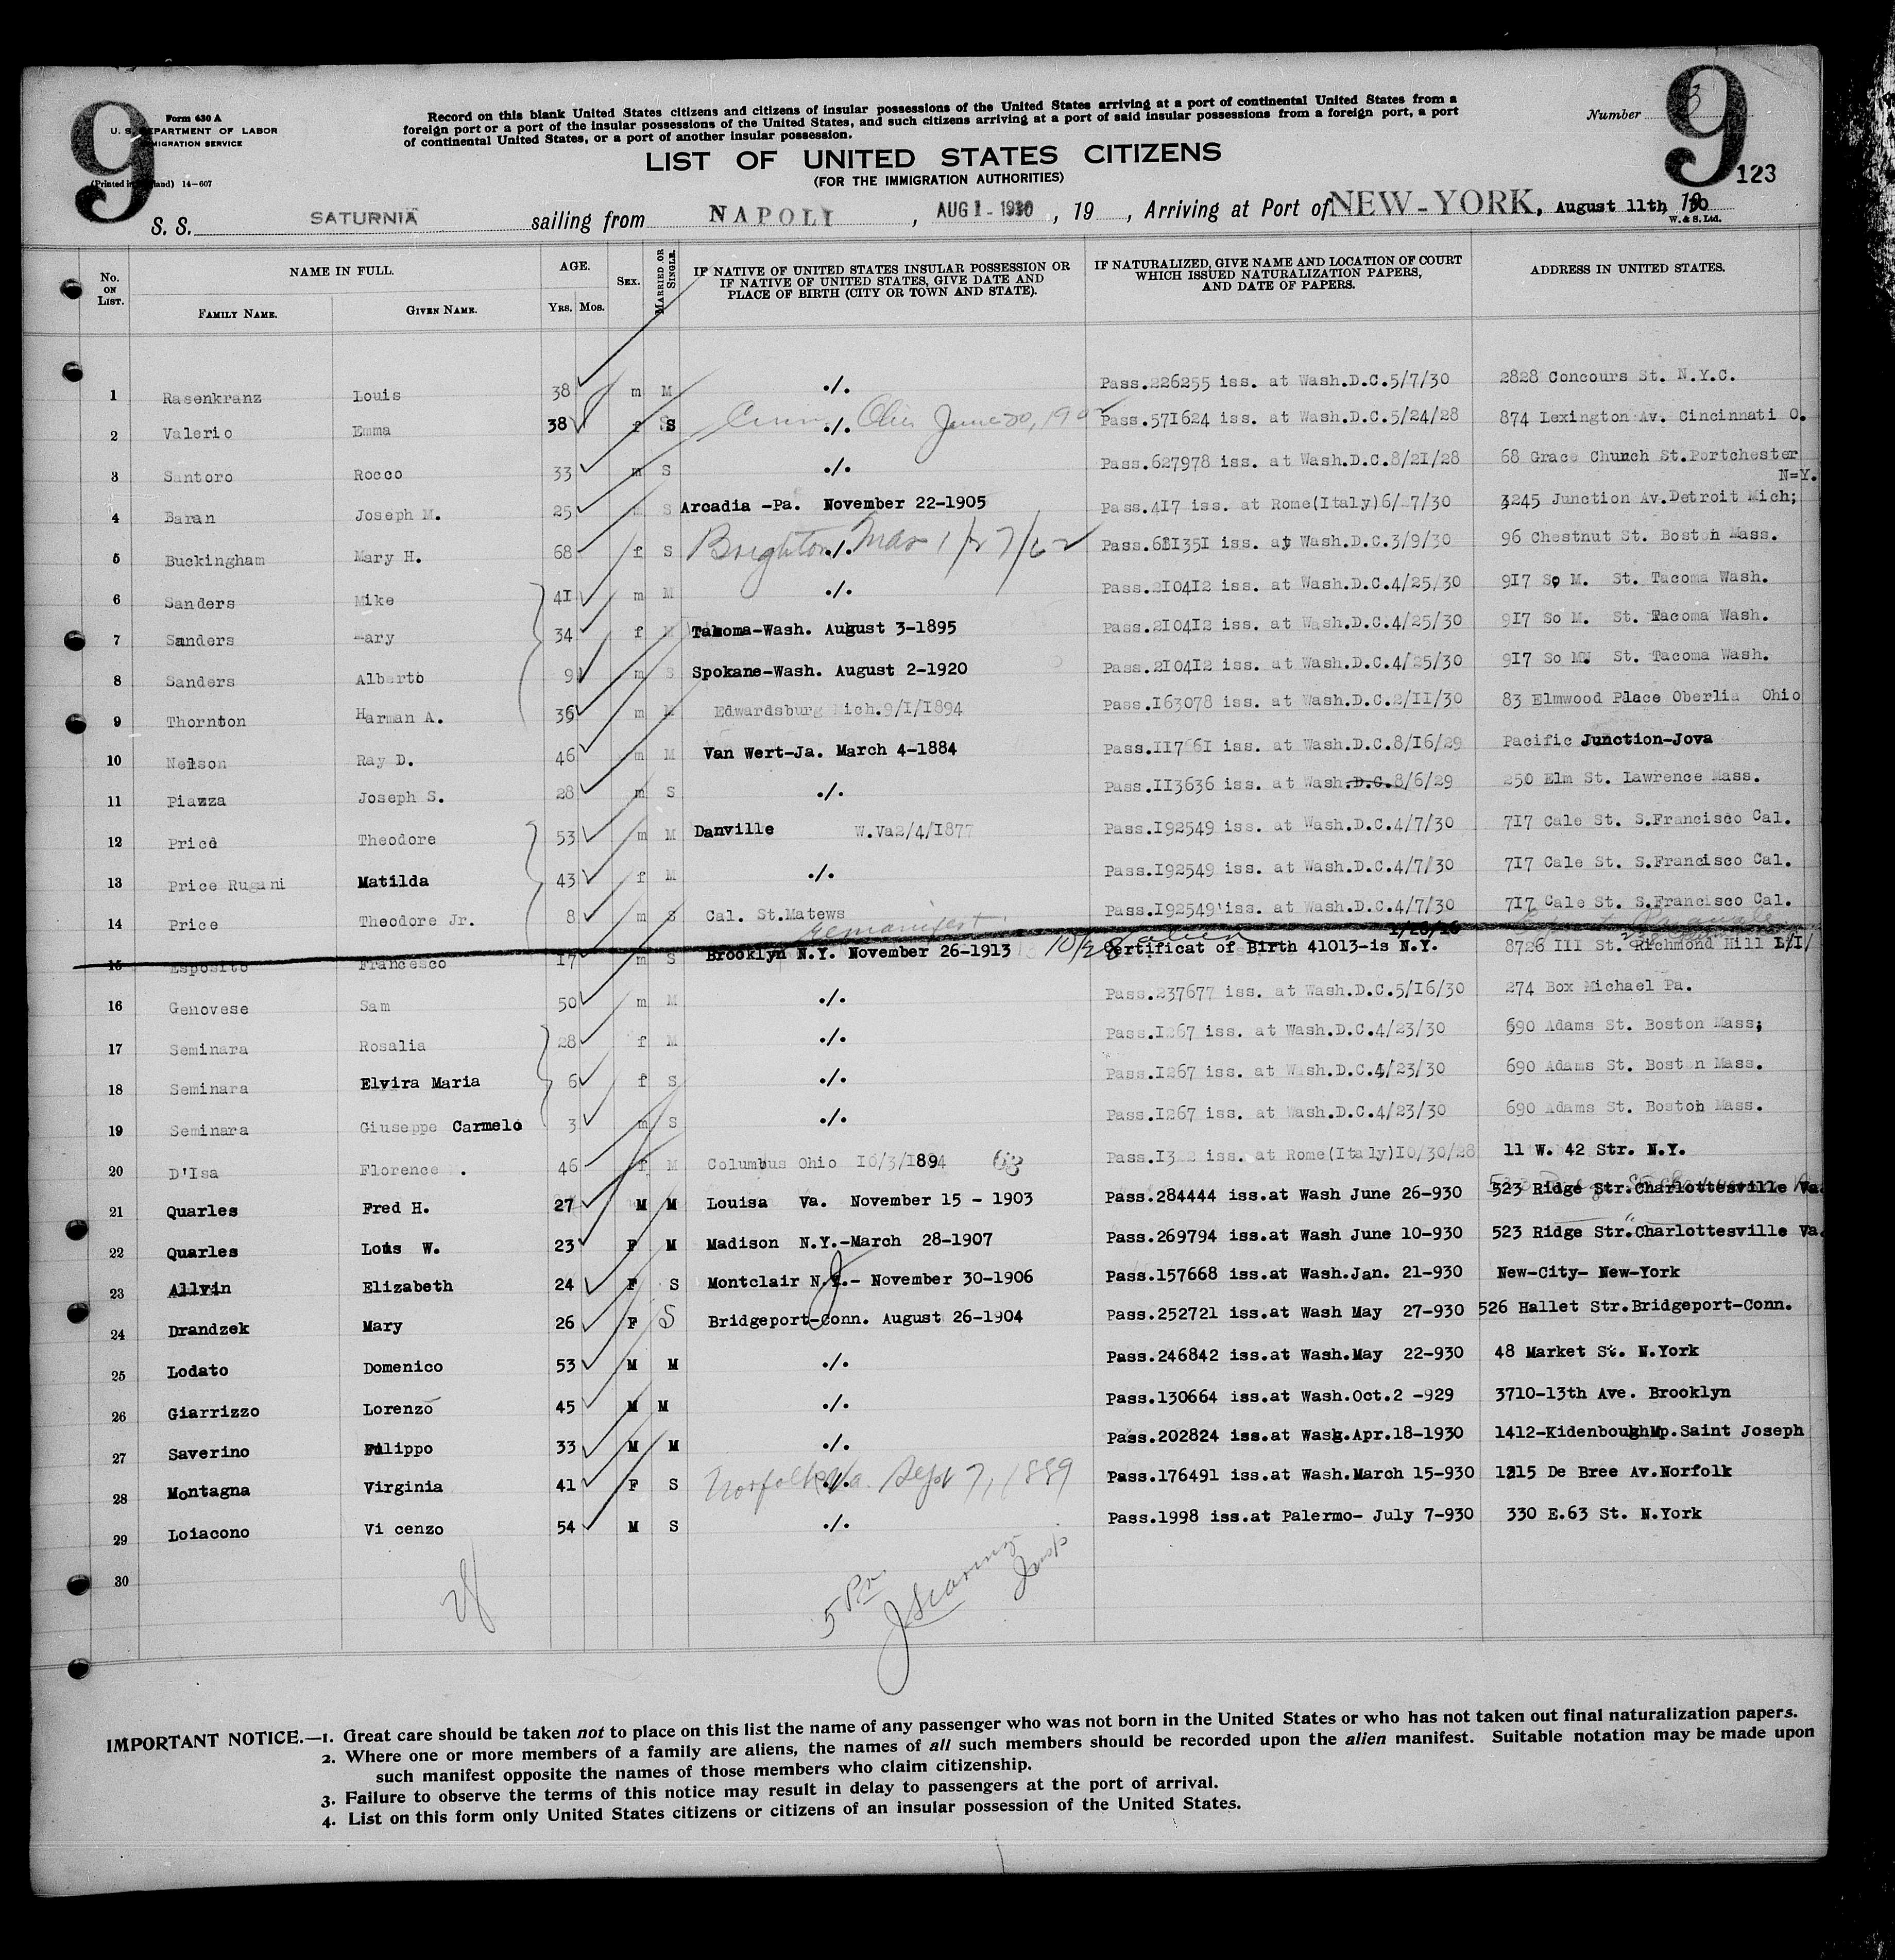 9
9
Form 630 A
U. S. DEPARTMENT OF LABOR
IMMIGRATION SERVICE
(Printed in England) 14-607
Record on this blank United States citizens and citizens of insular possessions of the United States arriving at a port of continental United States from a
foreign port or a port of the insular possessions of the United States, and such citizens arriving at a port of said insular possessions from a foreign port, a port
of continental United States, or a port of another insular possession.
Number 3
123
LIST OF UNITED STATES CITIZENS
(FOR THE IMMIGRATION AUTHORITIES)
S. S. SATURNIA sailing from NAPOLI, AUG 1 - 1930, 19 , Arriving at Port of NEW-YORK, August 11th, 1930
W. & S. Ltd.
No. ON LIST. NAME IN FULL. FAMILY NAME. GIVEN NAME. AGE. YRS. MOS. SEX. MARRIED OR SINGLE. IF NATIVE OF UNITED STATES INSULAR POSSESSION OR IF NATIVE OF UNITED STATES, GIVE DATE AND PLACE OF BIRTH (CITY OR TOWN AND STATE). IF NATURALIZED, GIVE NAME AND LOCATION OF COURT WHICH ISSUED NATURALIZATION PAPERS, AND DATE OF PAPERS. ADDRESS IN UNITED STATES.
1 Rasenkranz Louis 38 m M ./. Pass.226255 iss. at Wash.D.C.5/7/30 2828 Concours St. N.Y.C.
2 Valerio Emma 38 f S ./. Ohio June 20, 190 Pass.571624 iss. at Wash.D.C.5/24/28 874 Lexington Av. Cincinnati O.
3 Santoro Rocco 33 m S ./. Pass.627978 iss. at Wash.D.C.8/21/28 68 Grace Chunch St.Portchester N=Y.
4 Baran Joseph M. 25 S Arcadia -Pa. November 22-1905 Pass.417 iss. at Rome(Italy)6/ 7/30 3245 Junction Av.Detroit Mich;
5 Buckingham Mary H. 68 f S Brighton ./. Mas 1/27/62 iss. at Wash.D.C.3/9/30 96 Chestnut St. Boston Mass.
6 Sanders Mike 41 m M ./. Pass.210412 iss. at Wash.D.C.4/25/30 917 So M. St. Tacoma Wash.
7 Sanders Mary 34 f M Takoma-Wash. August 3-1895 Pass.210412 iss. at Wash.D.C.4/25/30 917 So M. St. Tacoma Wash.
8 Sanders Alberto 9 m S Spokane-Wash. August 2-1920 Pass.210412 iss. at Wash.D.C.4/25/30 917 So M. St. Tacoma Wash.
9 Thornton Harman A. 36 m M Edwardsburg Mich.9/1/1894 Pass.163078 iss. at Wash.D.C.2/11/30 83 Elmwood Place Oberlia Ohio
10 Nelson Ray D. 46 m M Van Wert-Ja. March 4-1884 iss. at Wash.D.C.8/16/29 Pacific Junction-Jova
11 Piazza Joseph S. 28 m S ./. Pass.113636 iss. at Wash.D.C.8/6/29 250 Elm St. Lawrence Mass.
12 Price Theodore 53 m M Danville W.Va2/4/1877 Pass.192549 iss. at Wash.D.C.4/7/30 717 Cale St. S.Francisco Cal.
13 Price Rugani Matilda 43 f M ./. Pass.192549 iss. at Wash.D.C.4/7/30 717 Cale St. S.Francisco Cal.
14 Price Theodore Jr. 8 m S Cal. St.Matews Pass.192549 iss. at Wash.D.C.4/7/30 717 Cale St. S.Francisco Cal.
remanifest
15 Esposito Francesco 17 m S Brooklyn N.Y. November 26-1913 10/28 Certificat of Birth 41013-is N.Y. 8726 III St. Richmond Hill L/I/
16 Genovese Sam 50 m M ./. Pass.237677 iss. at Wash.D.C.5/16/30 274 Box Michael Pa.
17 Seminara Rosalia 28 f M ./. Pass.1267 iss. at Wash.D.C.4/23/30 690 Adams St. Boston Mass;
18 Seminara Elvira Maria 6 f S ./. Pass.1267 iss. at Wash.D.C.4/23/30 690 Adams St. Boston Mass.
19 Seminara Giuseppe Carmelo 3 m S ./. Pass.1267 iss. at Wash.D.C.4/23/30 690 Adams St. Boston Mass.
20 D'Isa Florence . 46 f M Columbus Ohio 10/3/1894 iss. at Rome(Italy)10/30/28 11 W. 42 Str. N.Y.
21 Quarles Fred H. 27 M M Louisa Va. November 15 - 1903 Pass.284444 iss.at Wash June 26-930 523 Ridge Str.Charlottesville Va.
22 Quarles Lois W. 23 F M Madison N.Y.-March 28-1907 Pass.269794 iss.at Wash June 10-930 523 Ridge Str.Charlottesville Va.
23 Allvin Elizabeth 24 F S Montclair N.J.- November 30-1906 Pass.157668 iss.at Wash.Jan. 21-930 New-City- New-York
24 Drandzek Mary 26 F S Bridgeport-Conn. August 26-1904 Pass.252721 iss.at Wash May 27-930 526 Hallet Str.Bridgeport-Conn.
25 Lodato Domenico 53 M M ./. Pass.246842 iss.at Wash.May 22-930 48 Market St. N.York
26 Giarrizzo Lorenzo 45 M M ./. Pass.130664 iss.at Wash.Oct.2 -929 3710-13th Ave. Brooklyn
27 Saverino Filippo 33 M M ./. Pass.202824 iss.at Wash.Apr.18-1930 Saint Joseph
28 Montagna Virginia 41 F S ./. Norfolk Va. Sept 7, 1889 Pass.176491 iss.at Wash.March 15-930 1215 De Bree Av.Norfolk
29 Loiacono Vi cenzo 54 M S ./. Pass.1998 iss.at Palermo- July 7-930 330 E.63 St. N.York
30
IMPORTANT NOTICE.—1. Great care should be taken not to place on this list the name of any passenger who was not born in the United States or who has not taken out final naturalization papers.
2. Where one or more members of a family are aliens, the names of all such members should be recorded upon the alien manifest. Suitable notation may be made upon
such manifest opposite the names of those members who claim citizenship.
3. Failure to observe the terms of this notice may result in delay to passengers at the port of arrival.
4. List on this form only United States citizens or citizens of an insular possession of the United States.